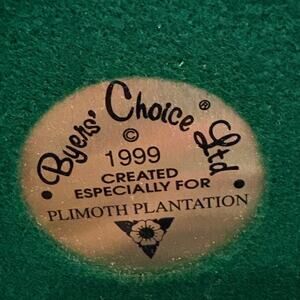 Byers' Choice® Ltd
©
1999
CREATED
ESPECIALLY FOR
PLIMOTH PLANTATION